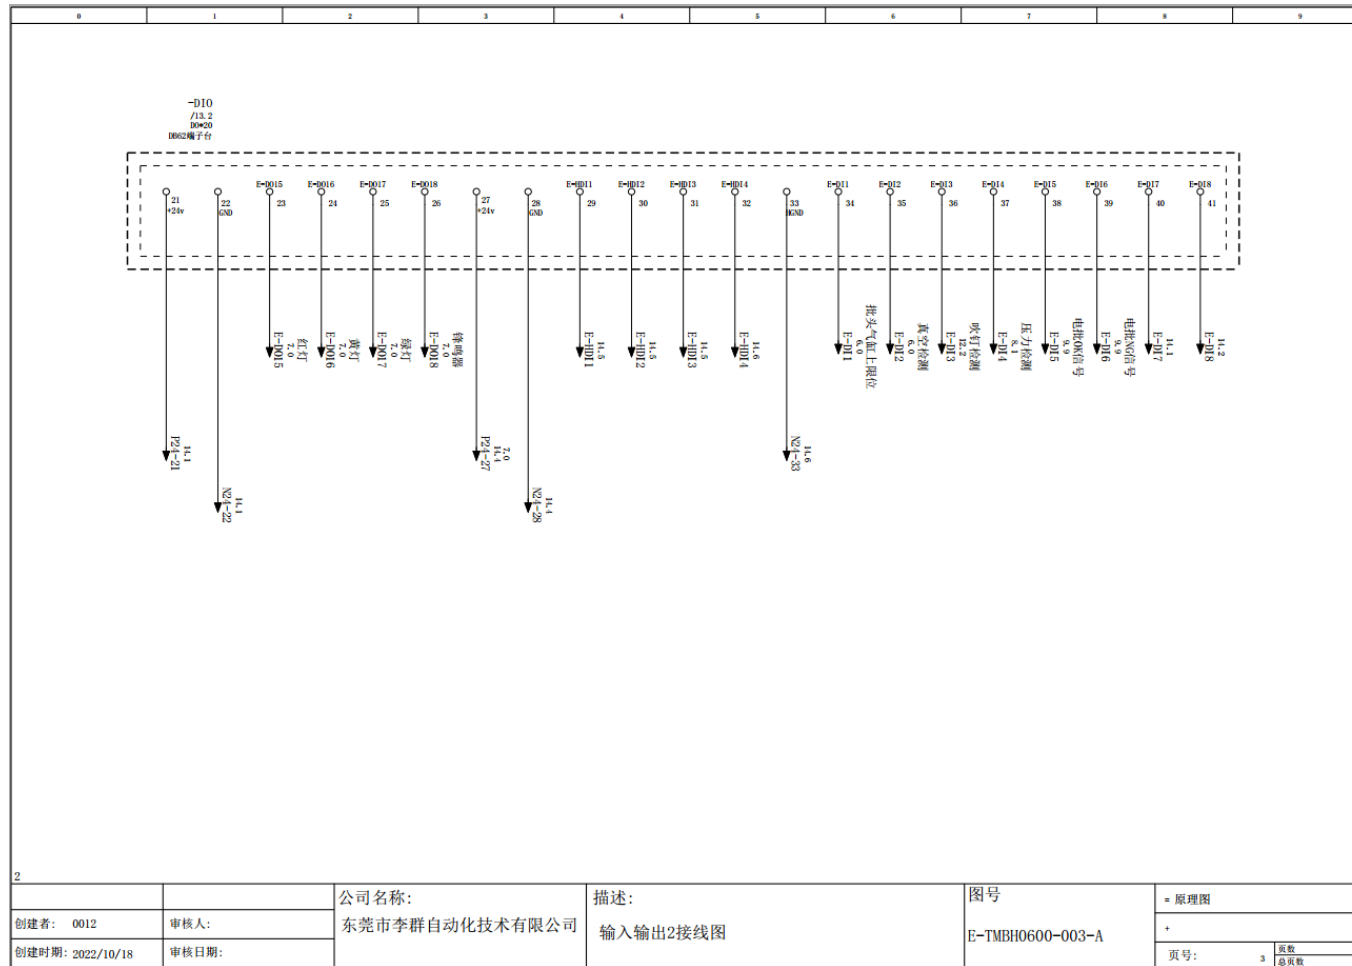 0 1 2 3 4 5 6 7 8 9
-DIO
/13.2
DO*20
DB62端子台
E-DO15 E-DO16 E-DO17 E-DO18 E-HDI1 E-HDI2 E-HDI3 E-HDI4 E-DI1 E-DI2 E-DI3 E-DI4 E-DI5 E-DI6 E-DI7 E-DI8
21 22 23 24 25 26 27 28 29 30 31 32 33 34 35 36 37 38 39 40 41
+24v GND +24v GND HGND
E-DO15
7.0
红灯
E-DO16
7.0
黄灯
E-DO17
7.0
绿灯
E-DO18
7.0
锋鸣器
E-HDI1
14.5
E-HDI2
14.5
E-HDI3
14.5
E-HDI4
14.6
E-DI1
6.0
批头气缸上限位
E-DI2
6.0
真空检测
E-DI3
12.2
吹钉检测
E-DI4
8.1
压力检测
E-DI5
9.9
电批OK信号
E-DI6
9.9
电批NG信号
E-DI7
14.1
E-DI8
14.2
P24-21
14.1
N24-22
14.1
P24-27
14.4
7.0
N24-28
14.4
N24-33
14.6
2
公司名称:
东莞市李群自动化技术有限公司
描述:
输入输出2接线图
图号
E-TMBH0600-003-A
= 原理图
+
创建者: 0012
审核人:
创建时期: 2022/10/18
审核日期:
页号: 3
页数
总页数